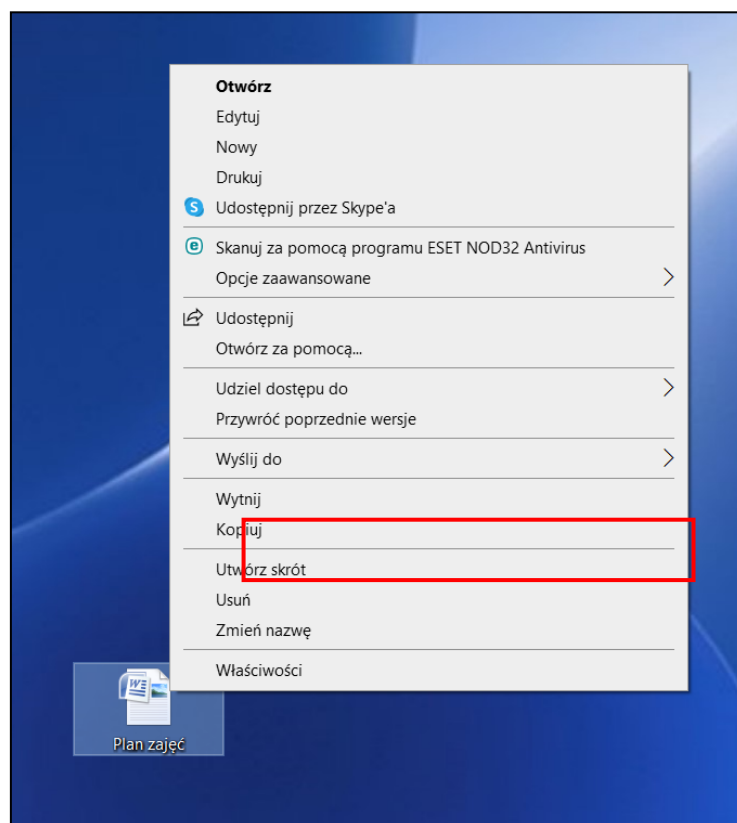 Otwórz
Edytuj
Nowy
Drukuj
Udostępnij przez Skype'a
Skanuj za pomocą programu ESET NOD32 Antivirus
Opcje zaawansowane
Udostępnij
Otwórz za pomocą...
Udziel dostępu do
Przywróć poprzednie wersje
Wyślij do
Wytnij
Kopiuj
Utwórz skrót
Usuń
Zmień nazwę
Właściwości
Plan zajęć